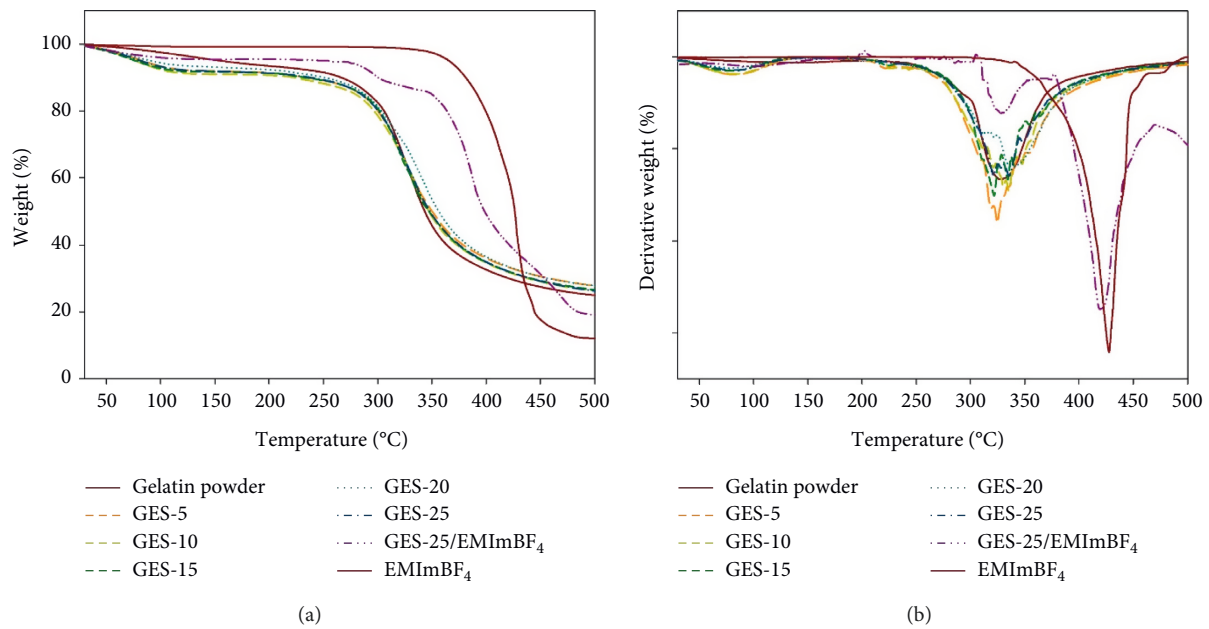 100
80
60
40
20
0
Weight (%)
50 100 150 200 250 300 350 400 450 500
Temperature (°C)
Gelatin powder
GES-5
GES-10
GES-15
GES-20
GES-25
GES-25/EMImBF₄
EMImBF₄
(a)
Derivative weight (%)
50 100 150 200 250 300 350 400 450 500
Temperature (°C)
Gelatin powder
GES-5
GES-10
GES-15
GES-20
GES-25
GES-25/EMImBF₄
EMImBF₄
(b)